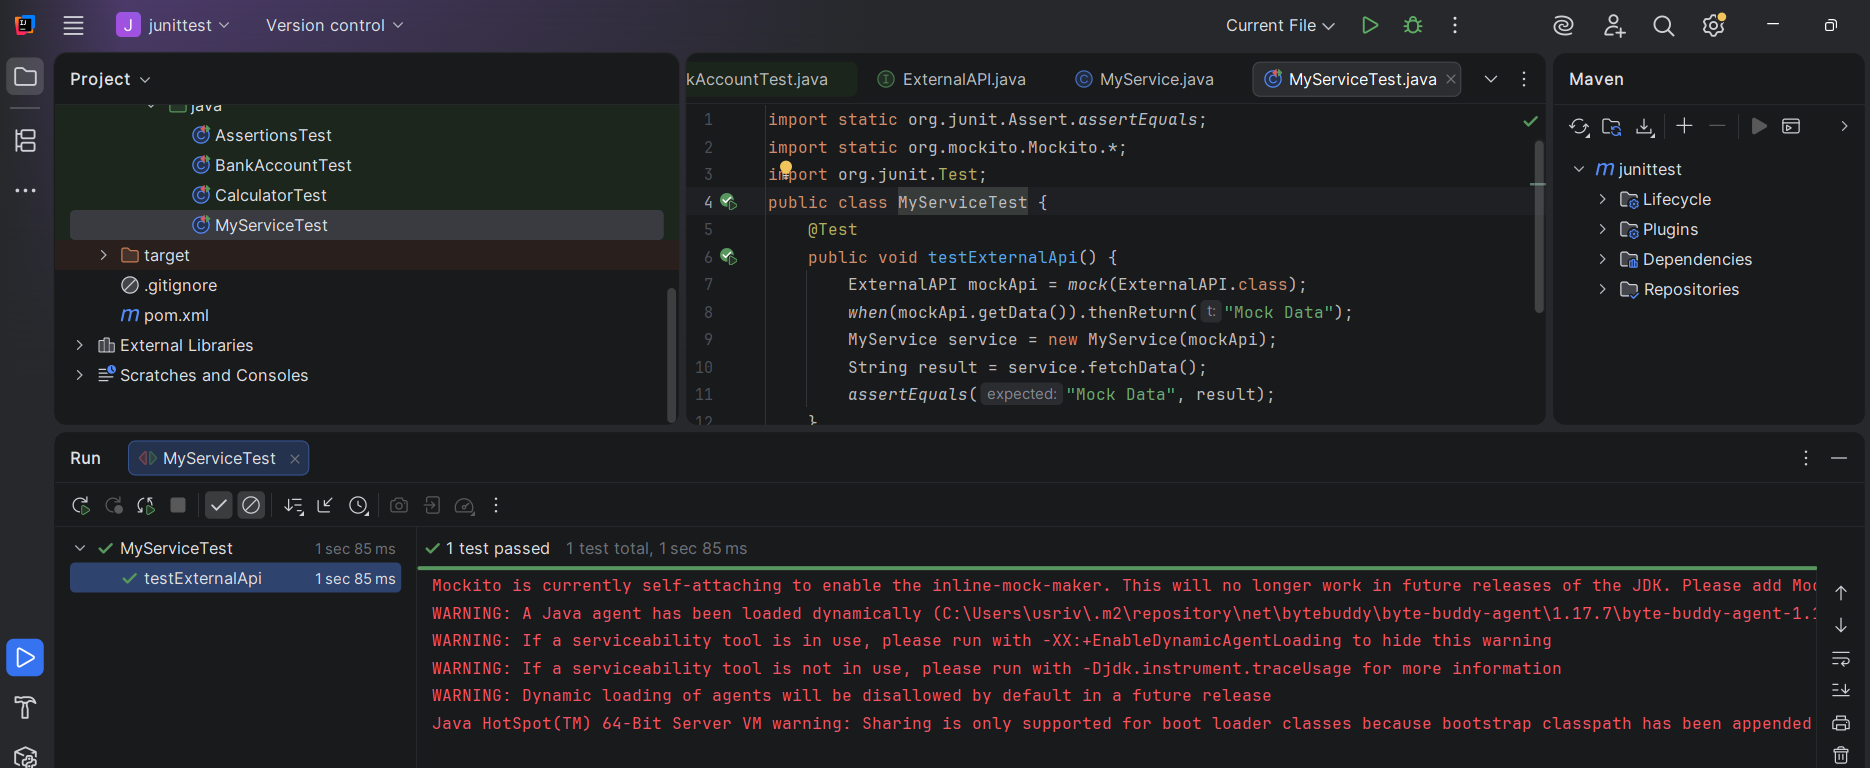 J junittest Version control Current File
Project
java
AssertionsTest
BankAccountTest
CalculatorTest
MyServiceTest
target
.gitignore
m pom.xml
External Libraries
Scratches and Consoles
kAccountTest.java ExternalAPI.java MyService.java MyServiceTest.java
1 import static org.junit.Assert.assertEquals;
2 import static org.mockito.Mockito.*;
3 import org.junit.Test;
4 public class MyServiceTest {
5 @Test
6 public void testExternalApi() {
7 ExternalAPI mockApi = mock(ExternalAPI.class);
8 when(mockApi.getData()).thenReturn( t: "Mock Data");
9 MyService service = new MyService(mockApi);
10 String result = service.fetchData();
11 assertEquals( expected: "Mock Data", result);
12 }
Maven
m junittest
Lifecycle
Plugins
Dependencies
Repositories
Run MyServiceTest
MyServiceTest 1 sec 85 ms
testExternalApi 1 sec 85 ms
1 test passed 1 test total, 1 sec 85 ms
Mockito is currently self-attaching to enable the inline-mock-maker. This will no longer work in future releases of the JDK. Please add Moc
WARNING: A Java agent has been loaded dynamically (C:\Users\usriv\.m2\repository\net\bytebuddy\byte-buddy-agent\1.17.7\byte-buddy-agent-1.1
WARNING: If a serviceability tool is in use, please run with -XX:+EnableDynamicAgentLoading to hide this warning
WARNING: If a serviceability tool is not in use, please run with -Djdk.instrument.traceUsage for more information
WARNING: Dynamic loading of agents will be disallowed by default in a future release
Java HotSpot(TM) 64-Bit Server VM warning: Sharing is only supported for boot loader classes because bootstrap classpath has been appended